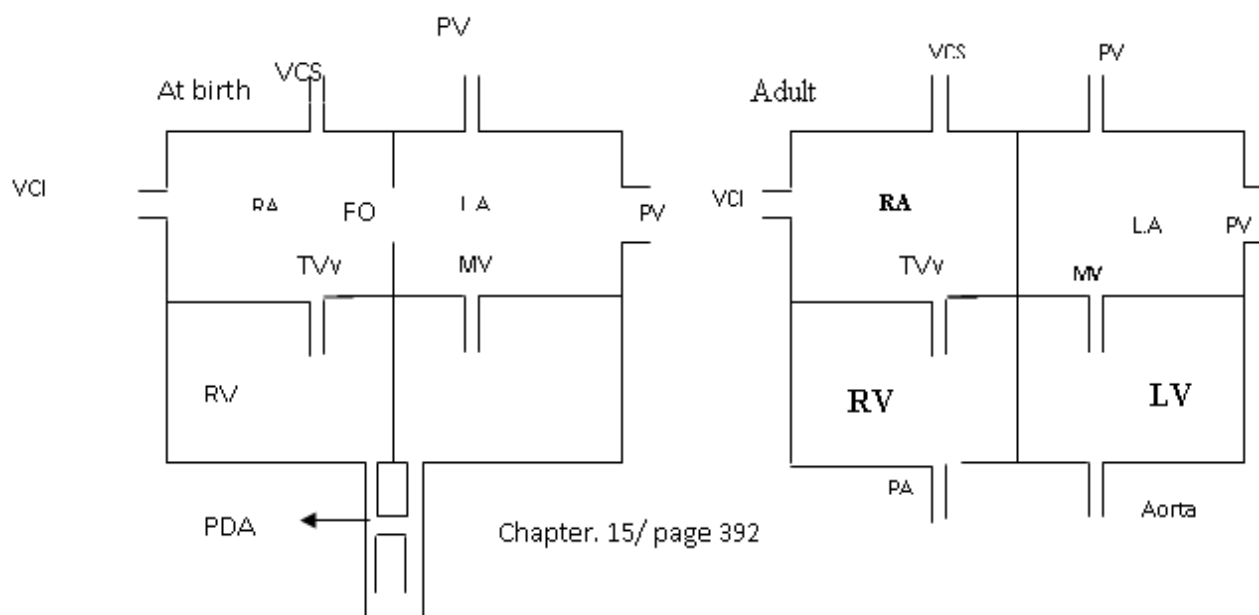 PV
At birth
VCS
VCI
RA
FO
L.A
PV
TVv
MV
RV
PDA
Chapter. 15/ page 392
Adult
VCS
PV
VCI
RA
L.A
PV
TVv
MV
RV
LV
PA
Aorta